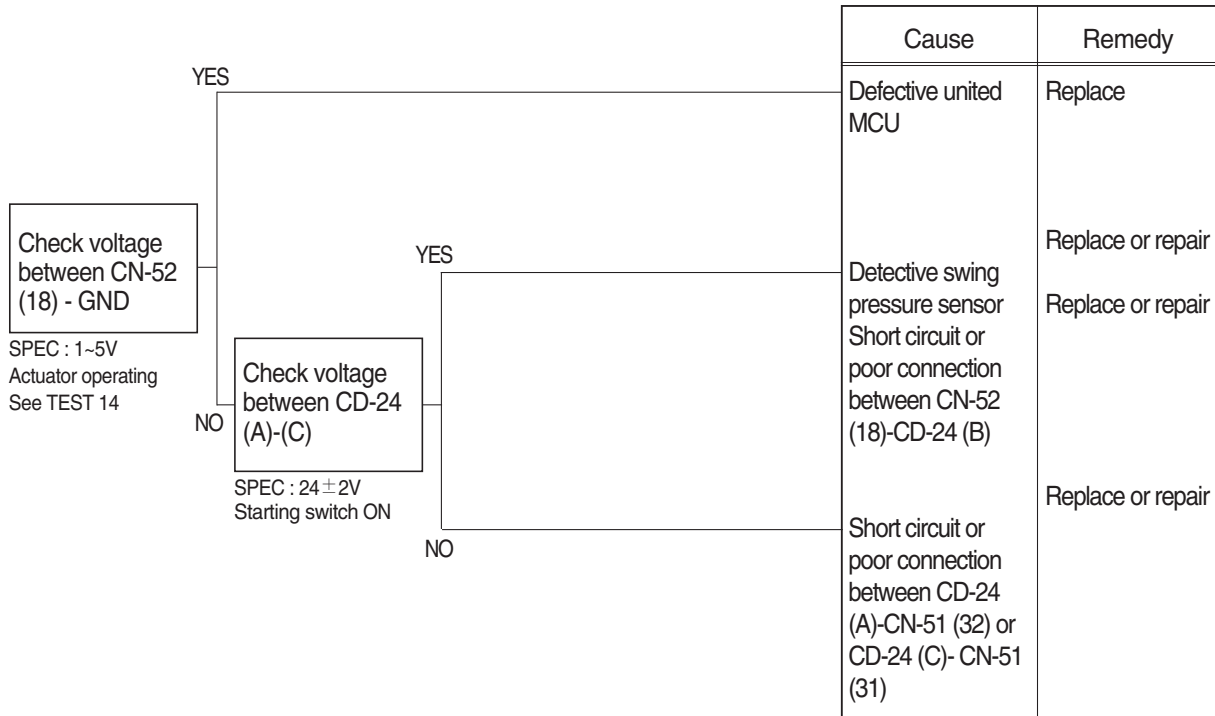 Cause
Remedy
YES
Defective united
MCU
Replace
Check voltage
between CN-52
(18) - GND
SPEC : 1~5V
Actuator operating
See TEST 14
NO
Check voltage
between CD-24
(A)-(C)
SPEC : 24±2V
Starting switch ON
YES
Detective swing
pressure sensor
Replace or repair
Short circuit or
poor connection
between CN-52
(18)-CD-24 (B)
Replace or repair
NO
Short circuit or
poor connection
between CD-24
(A)-CN-51 (32) or
CD-24 (C)- CN-51
(31)
Replace or repair